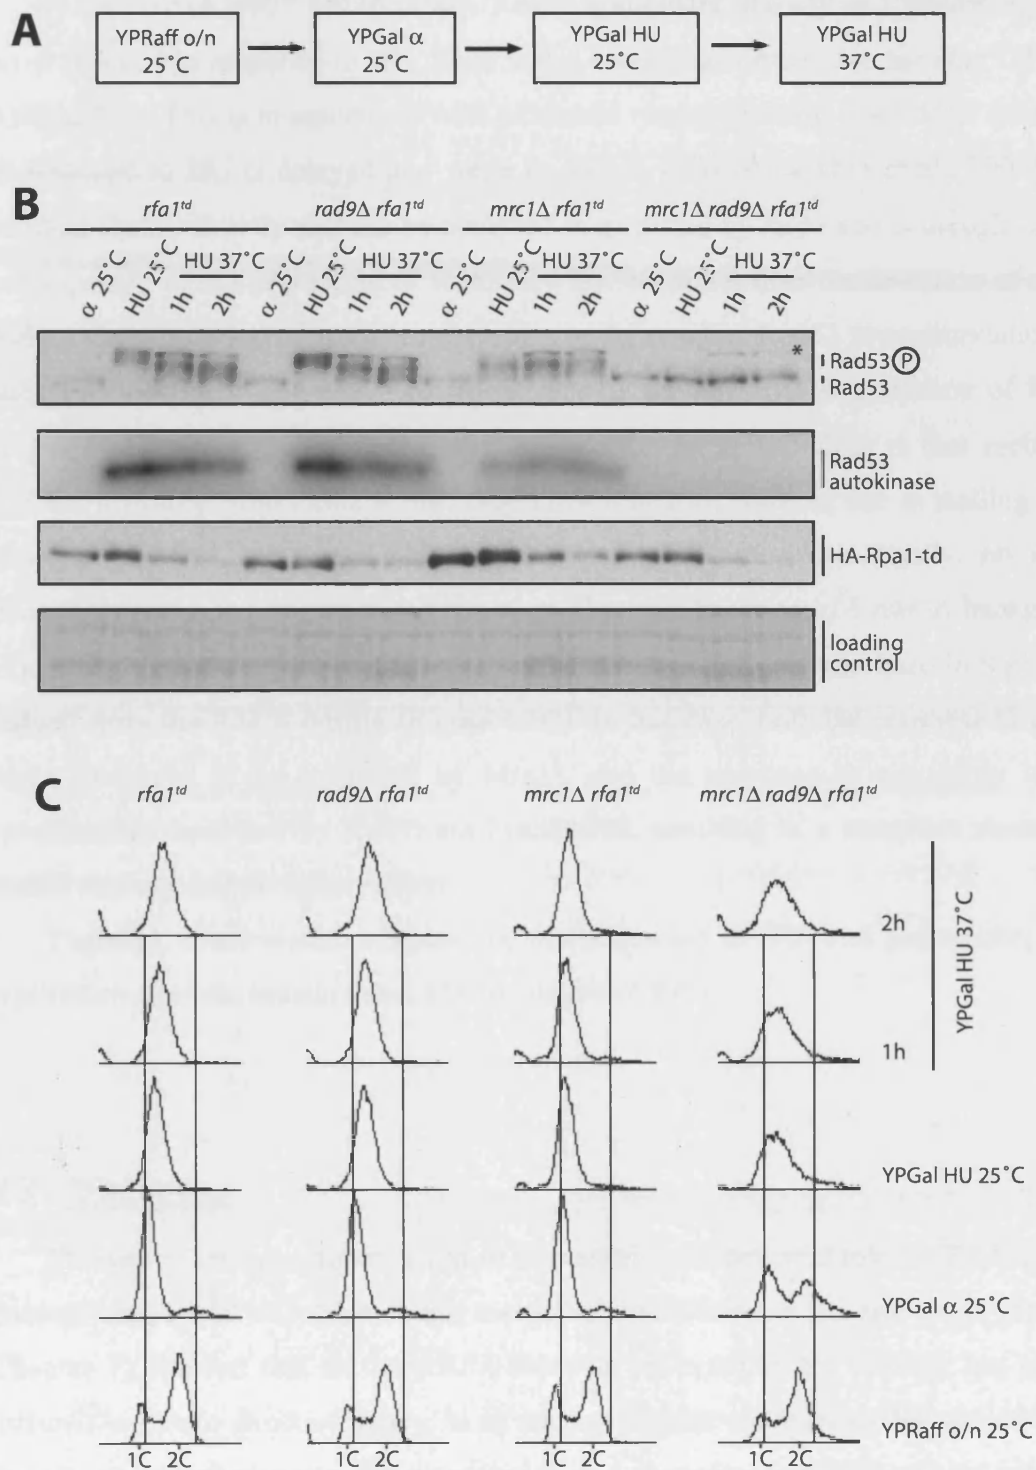 A
YPRaff o/n
25˚C
YPGal α
25˚C
YPGal HU
25˚C
YPGal HU
37˚C
B
rfa1td
rad9Δ rfa1td
mrc1Δ rfa1td
mrc1Δ rad9Δ rfa1td
α 25˚C
HU 25˚C
HU 37˚C
1h
2h
α 25˚C
HU 25˚C
HU 37˚C
1h
2h
α 25˚C
HU 25˚C
HU 37˚C
1h
2h
α 25˚C
HU 25˚C
HU 37˚C
1h
2h
*
Rad53 P
Rad53
Rad53
autokinase
HA-Rpa1-td
loading
control
C
rfa1td
rad9Δ rfa1td
mrc1Δ rfa1td
mrc1Δ rad9Δ rfa1td
2h
1h
YPGal HU 37˚C
YPGal HU 25˚C
YPGal α 25˚C
YPRaff o/n 25˚C
1C 2C
1C 2C
1C 2C
1C 2C